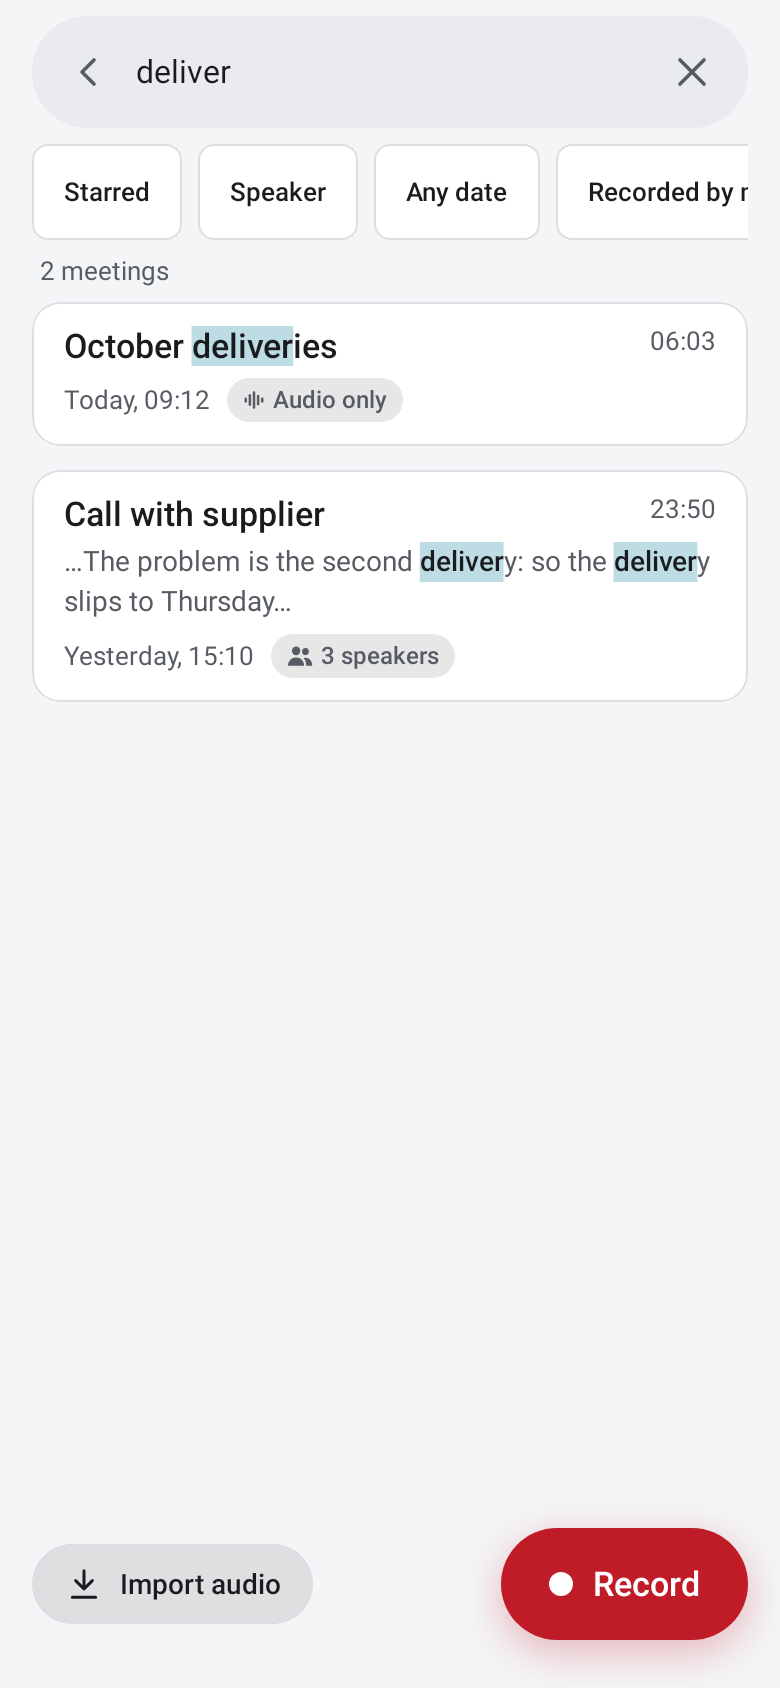 deliver
Starred
Speaker
Any date
Recorded by
2 meetings
October deliveries
06:03
Today, 09:12
Audio only
Call with supplier
23:50
…The problem is the second delivery: so the delivery
slips to Thursday…
Yesterday, 15:10
3 speakers
Import audio
Record